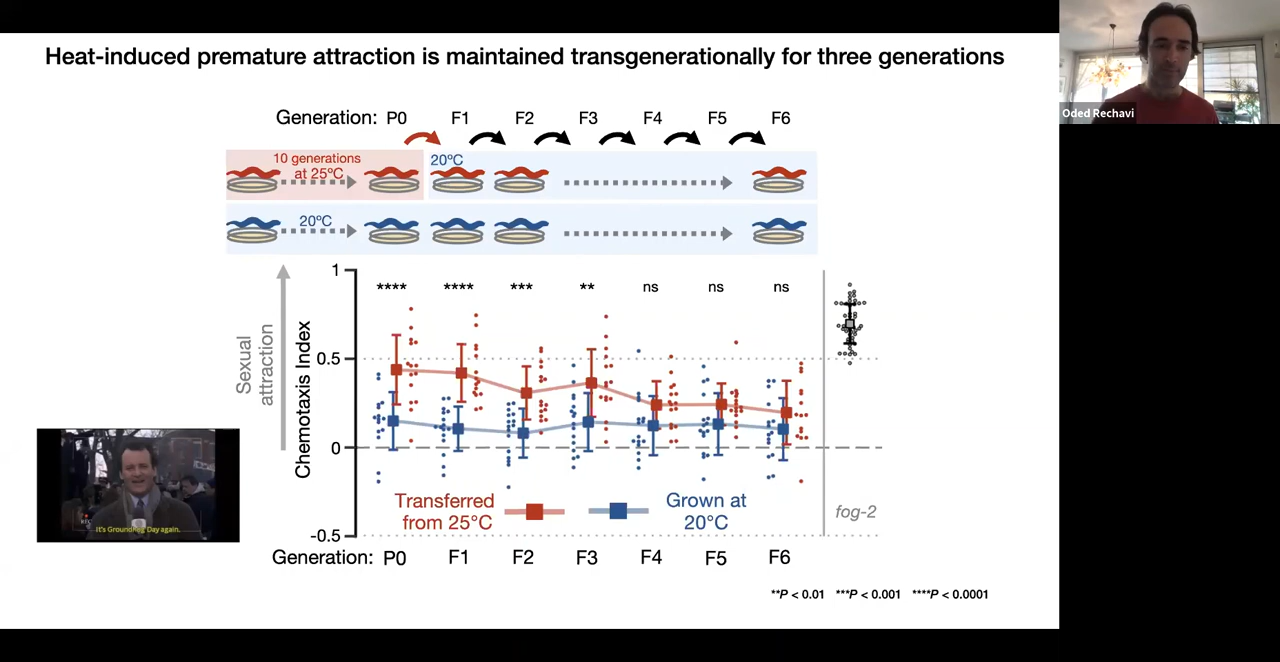 Heat-induced premature attraction is maintained transgenerationally for three generations
Oded Rechavi
Generation: P0 F1 F2 F3 F4 F5 F6
10 generations
at 25ºC
20ºC
20ºC
1
0.5
0
-0.5
Sexual
attraction
Chemotaxis Index
**** **** *** ** ns ns ns
Transferred
from 25°C
Grown at
20°C
fog-2
It's Groundhog Day again.
Generation: P0 F1 F2 F3 F4 F5 F6
**P < 0.01 ***P < 0.001 ****P < 0.0001